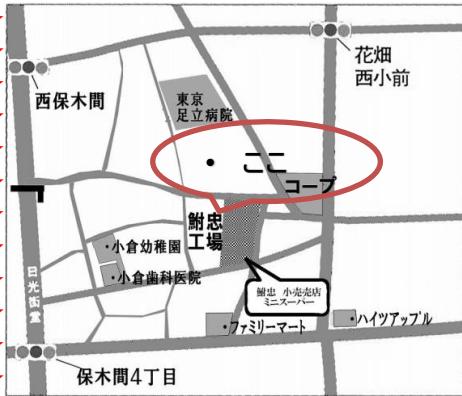 花畑
西小前
西保木間
東京
足立病院
ここ
コープ
鮒忠
工場
・小倉幼稚園
・小倉歯科医院
日光街道
鮒忠 小売売店
ミニスーパー
・ファミリーマート
・ハイツアップル
保木間4丁目